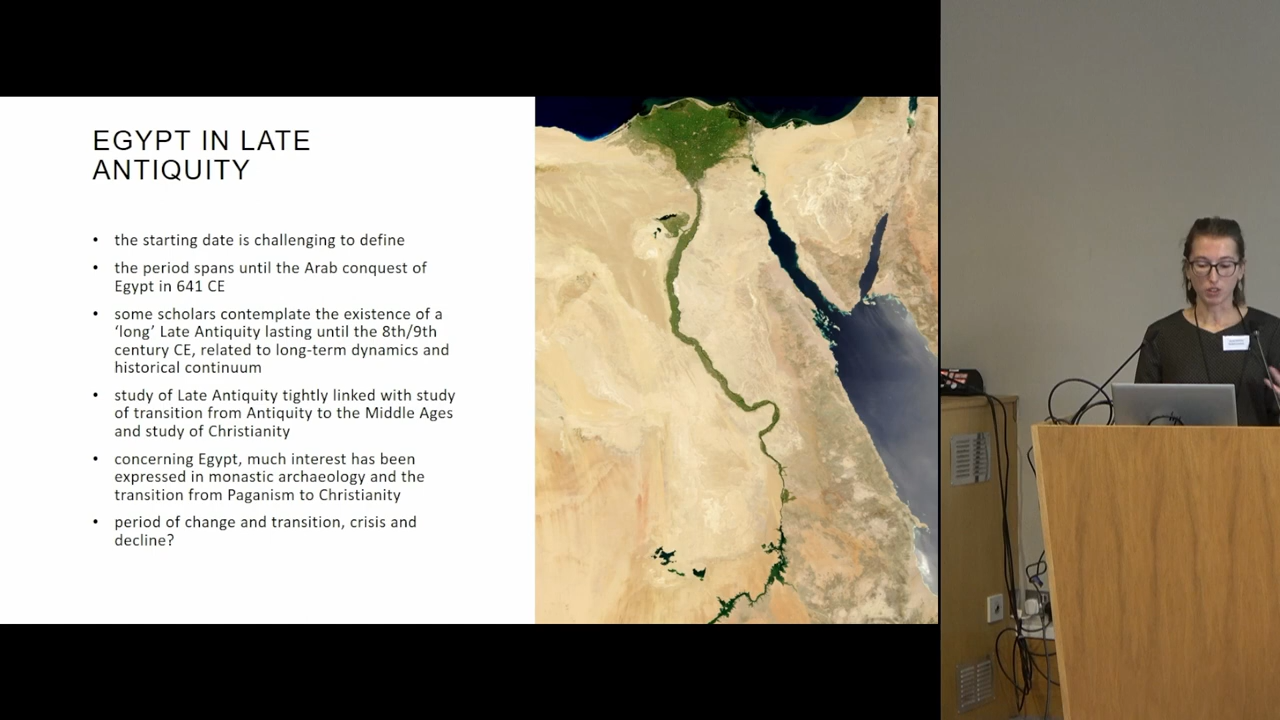 EGYPT IN LATE
ANTIQUITY
• the starting date is challenging to define
• the period spans until the Arab conquest of
Egypt in 641 CE
• some scholars contemplate the existence of a
‘long’ Late Antiquity lasting until the 8th/9th
century CE, related to long-term dynamics and
historical continuum
• study of Late Antiquity tightly linked with study
of transition from Antiquity to the Middle Ages
and study of Christianity
• concerning Egypt, much interest has been
expressed in monastic archaeology and the
transition from Paganism to Christianity
• period of change and transition, crisis and
decline?